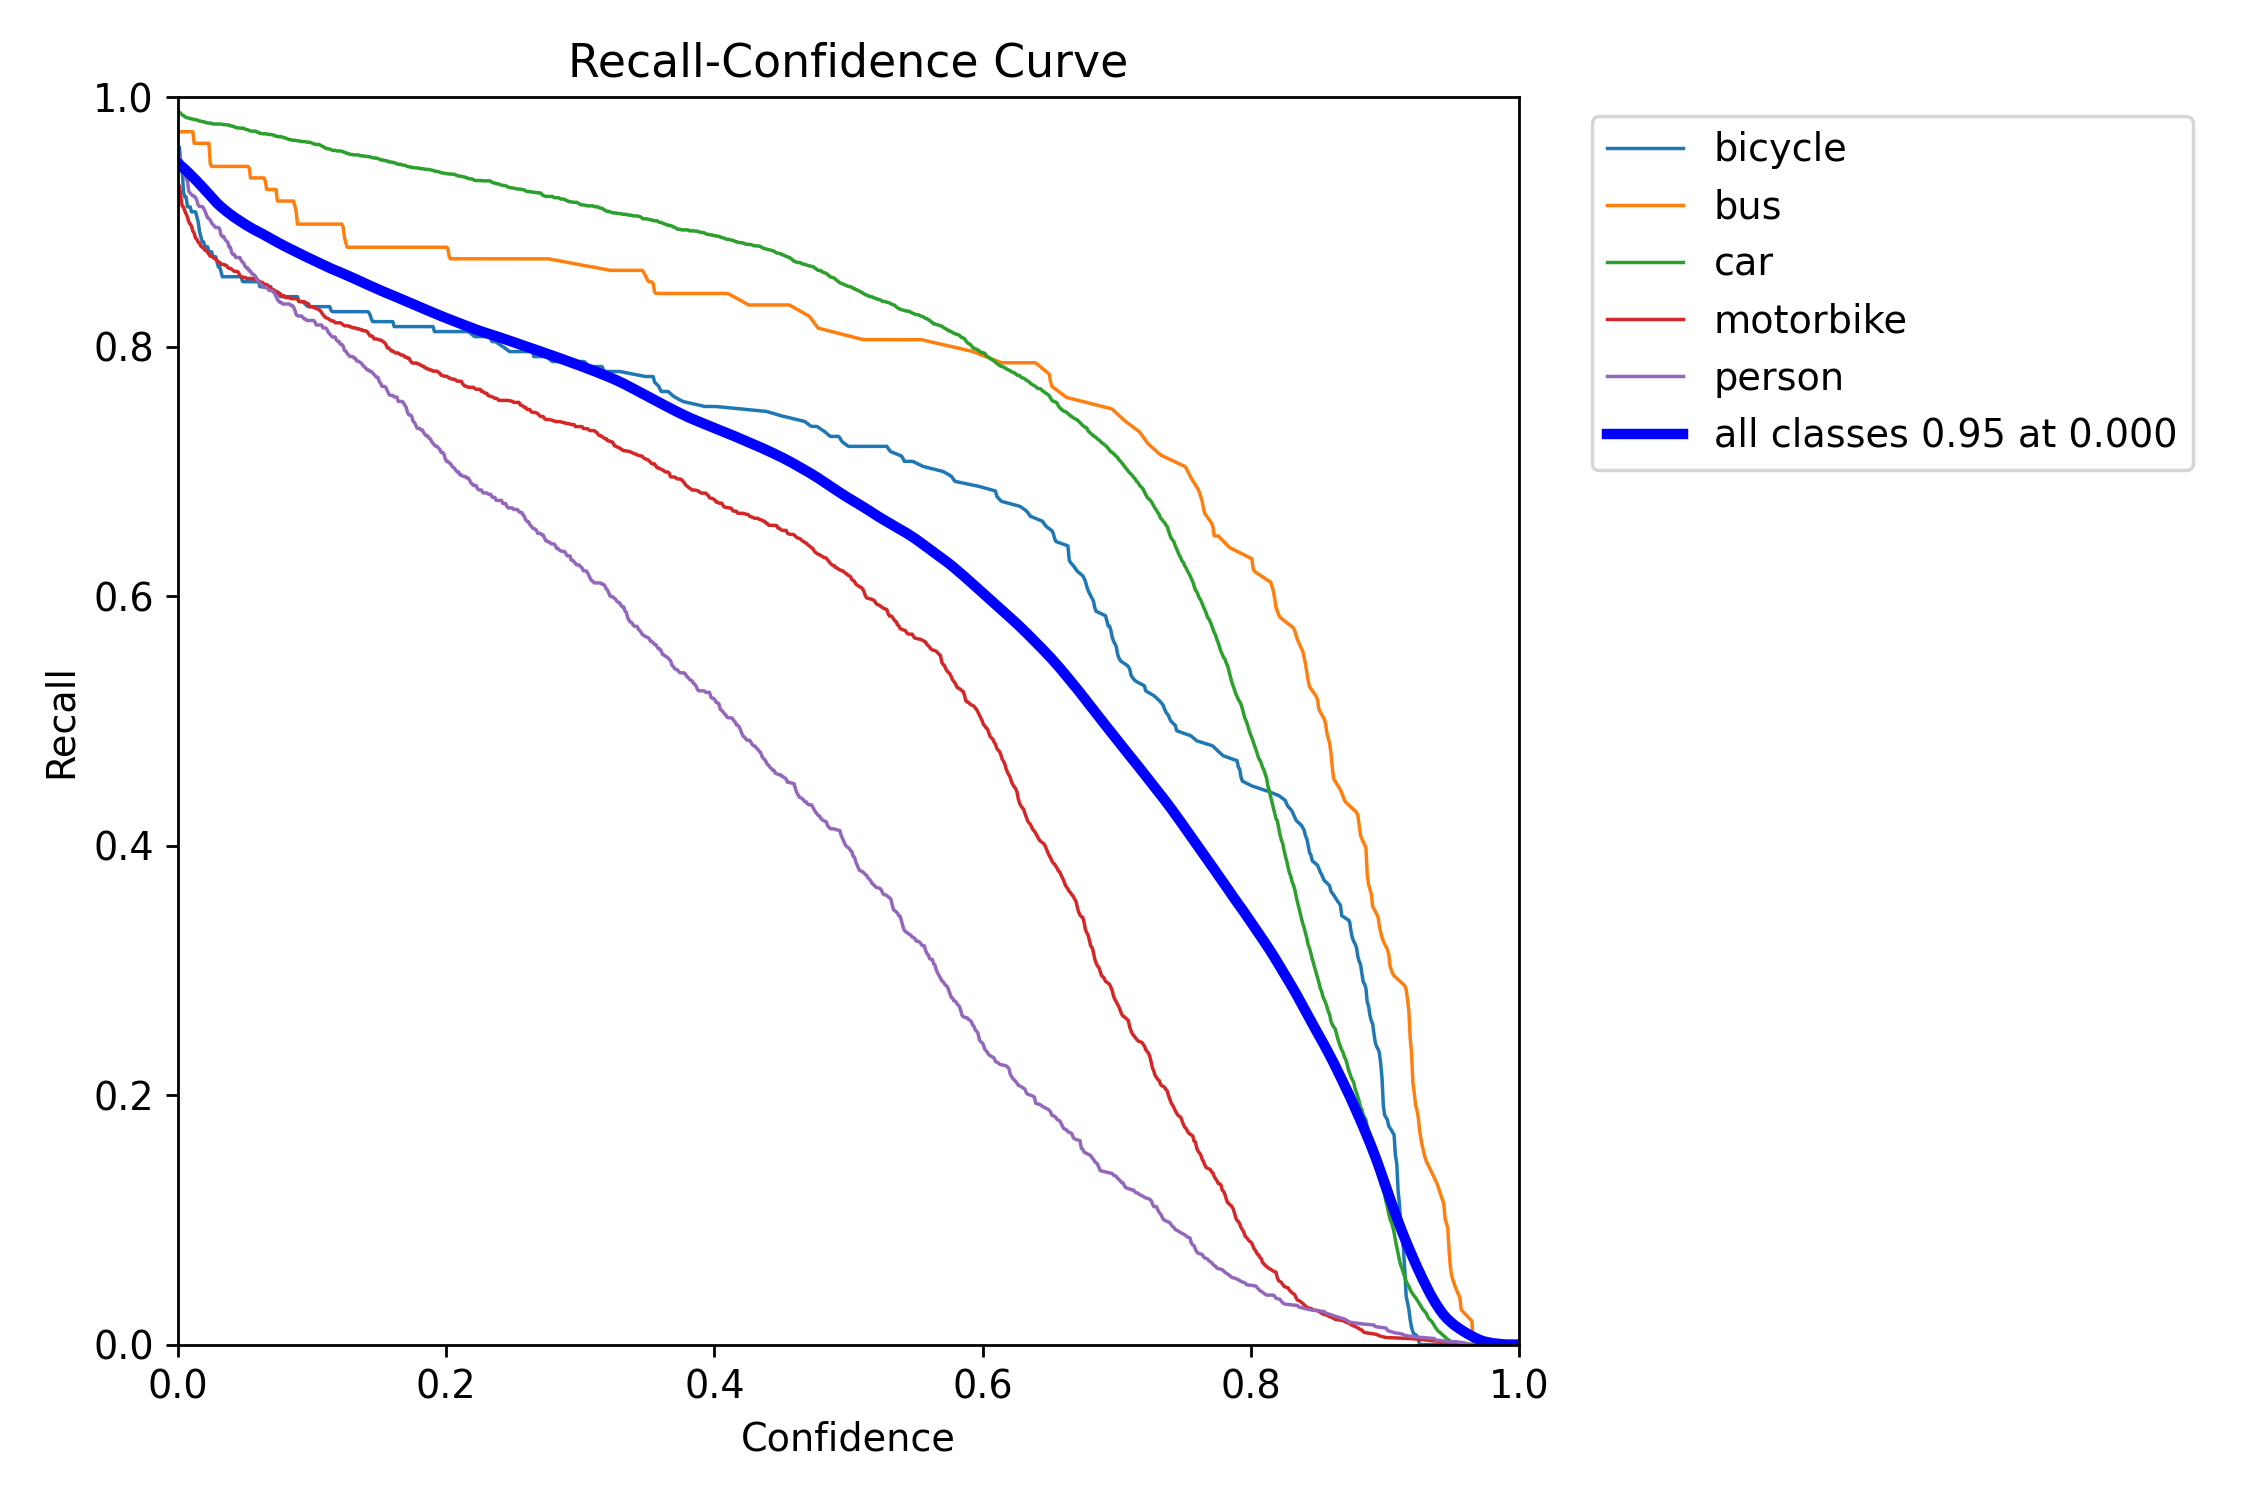 Recall-Confidence Curve
1.0
0.8
0.6
0.4
0.2
0.0
Recall
0.0 0.2 0.4 0.6 0.8 1.0
Confidence
bicycle
bus
car
motorbike
person
all classes 0.95 at 0.000